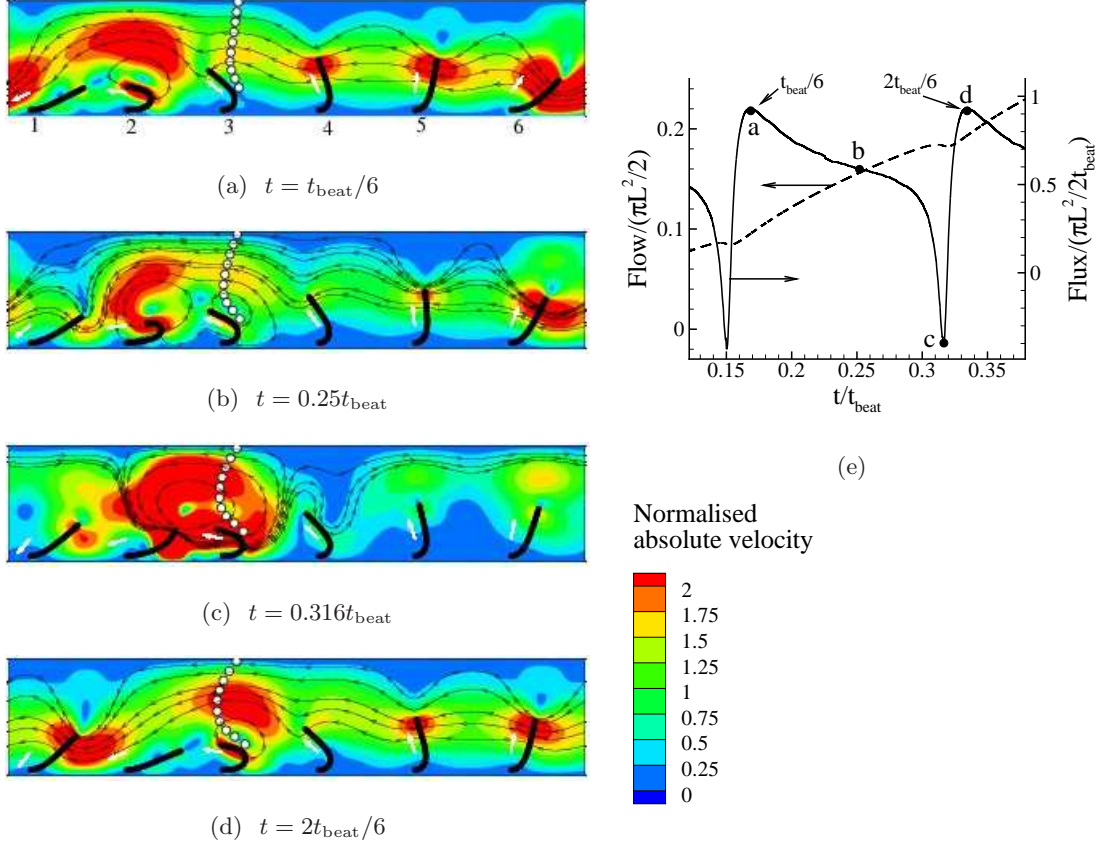 1 2 3 4 5 6
(a) t = t_beat/6
(b) t = 0.25t_beat
(c) t = 0.316t_beat
(d) t = 2t_beat/6
Flow/(πL²/2)
0.2
0.1
0
1
0.5
0
Flux/(πL²/2t_beat)
t_beat/6
2t_beat/6
a
b
c
d
0.15 0.2 0.25 0.3 0.35
t/t_beat
(e)
Normalised
absolute velocity
2
1.75
1.5
1.25
1
0.75
0.5
0.25
0